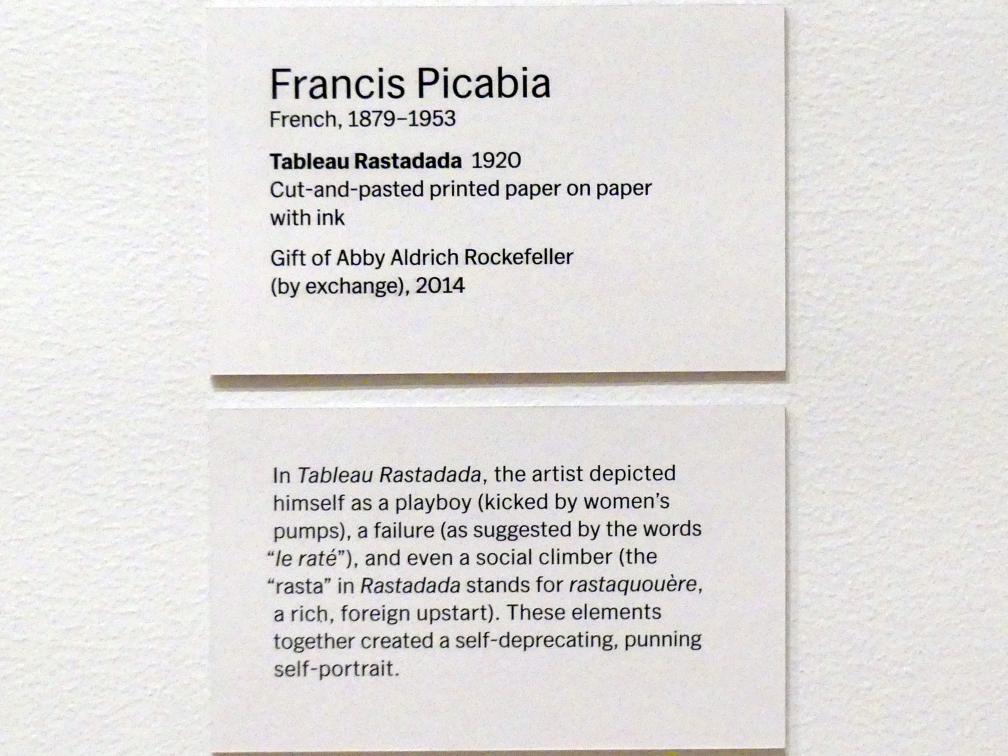 Francis Picabia
French, 1879–1953
Tableau Rastadada 1920
Cut-and-pasted printed paper on paper
with ink
Gift of Abby Aldrich Rockefeller
(by exchange), 2014
In Tableau Rastadada, the artist depicted
himself as a playboy (kicked by women's
pumps), a failure (as suggested by the words
“le raté”), and even a social climber (the
“rasta” in Rastadada stands for rastaquouère,
a rich, foreign upstart). These elements
together created a self-deprecating, punning
self-portrait.